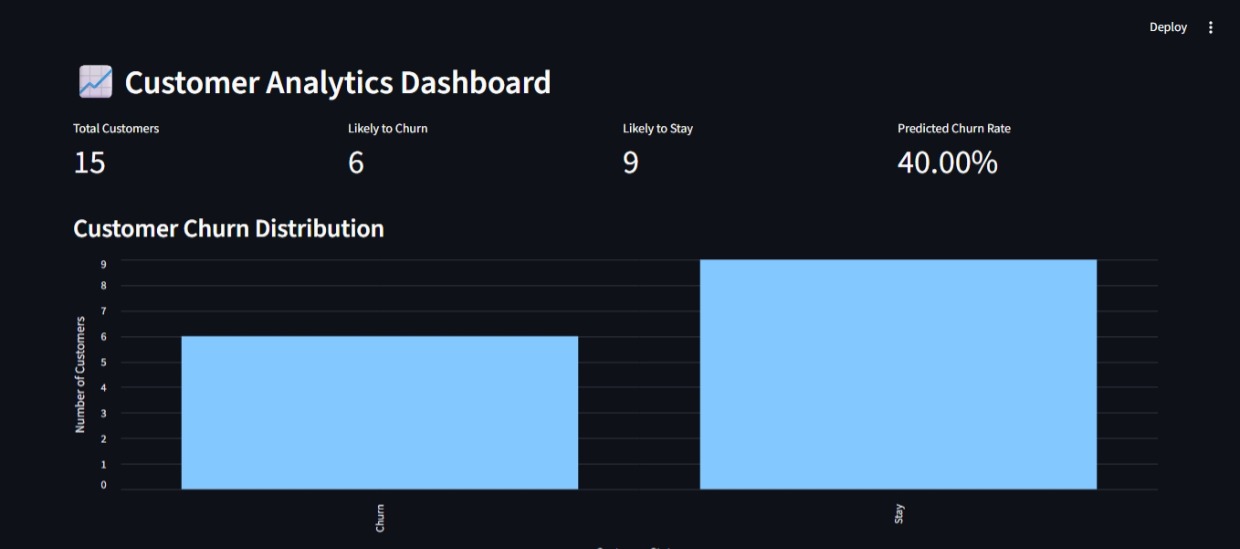 Deploy
Customer Analytics Dashboard
Total Customers
Likely to Churn
Likely to Stay
Predicted Churn Rate
15
6
9
40.00%
Customer Churn Distribution
Number of Customers
9
8
7
6
5
4
3
2
1
0
Churn
Stay